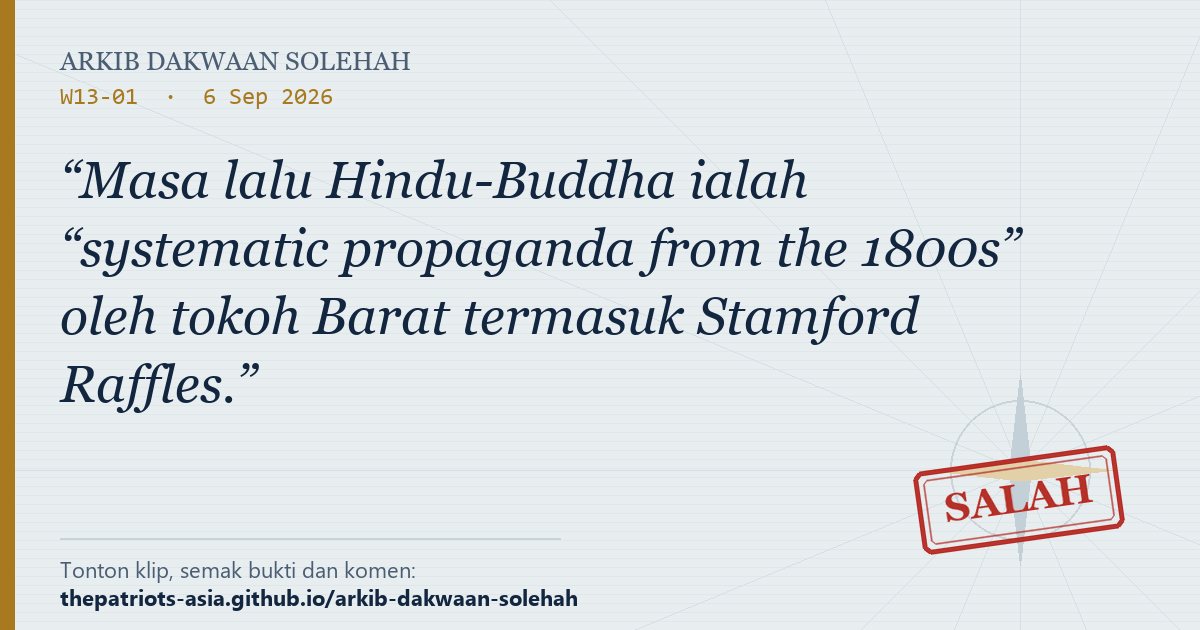 ARKIB DAKWAAN SOLEHAH
W13-01 · 6 Sep 2026
“Masa lalu Hindu-Buddha ialah
“systematic propaganda from the 1800s”
oleh tokoh Barat termasuk Stamford
Raffles.”
SALAH
Tonton klip, semak bukti dan komen:
thepatriots-asia.github.io/arkib-dakwaan-solehah